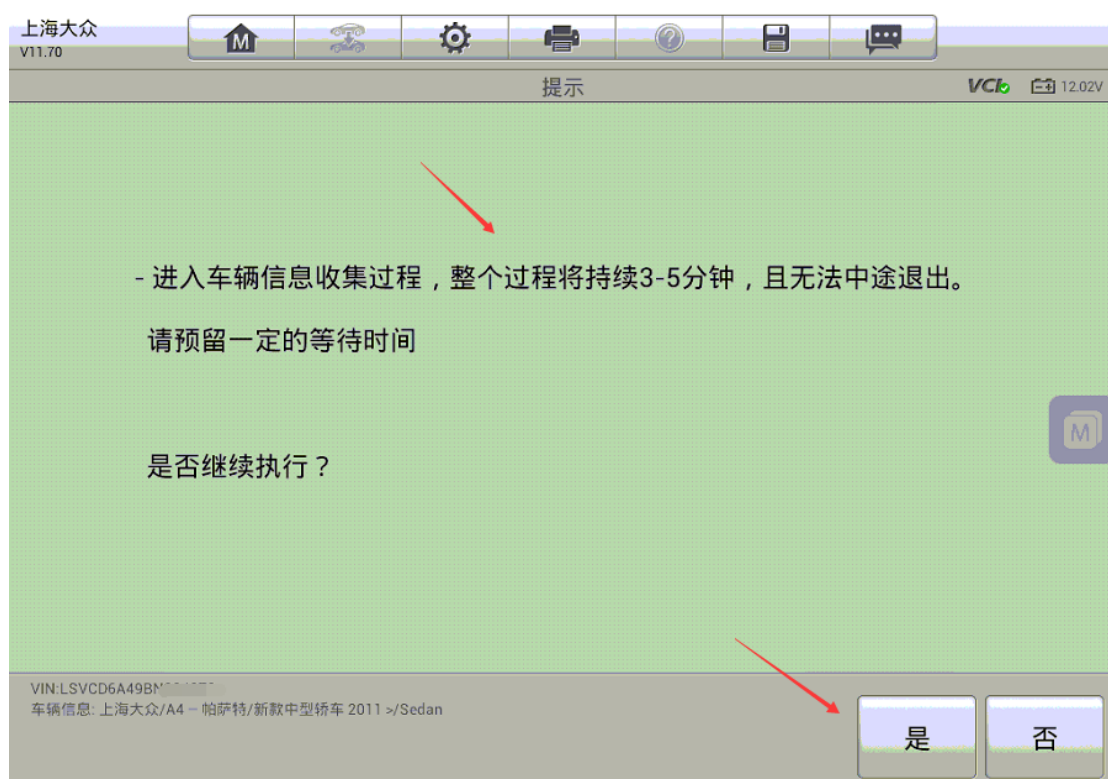 上海大众
V11.70
M
提示
VCI 12.02V
- 进入车辆信息收集过程，整个过程将持续3-5分钟，且无法中途退出。
请预留一定的等待时间
M
是否继续执行？
VIN:LSVCD6A49BN
车辆信息: 上海大众/A4 – 帕萨特/新款中型轿车 2011 >/Sedan
是 否